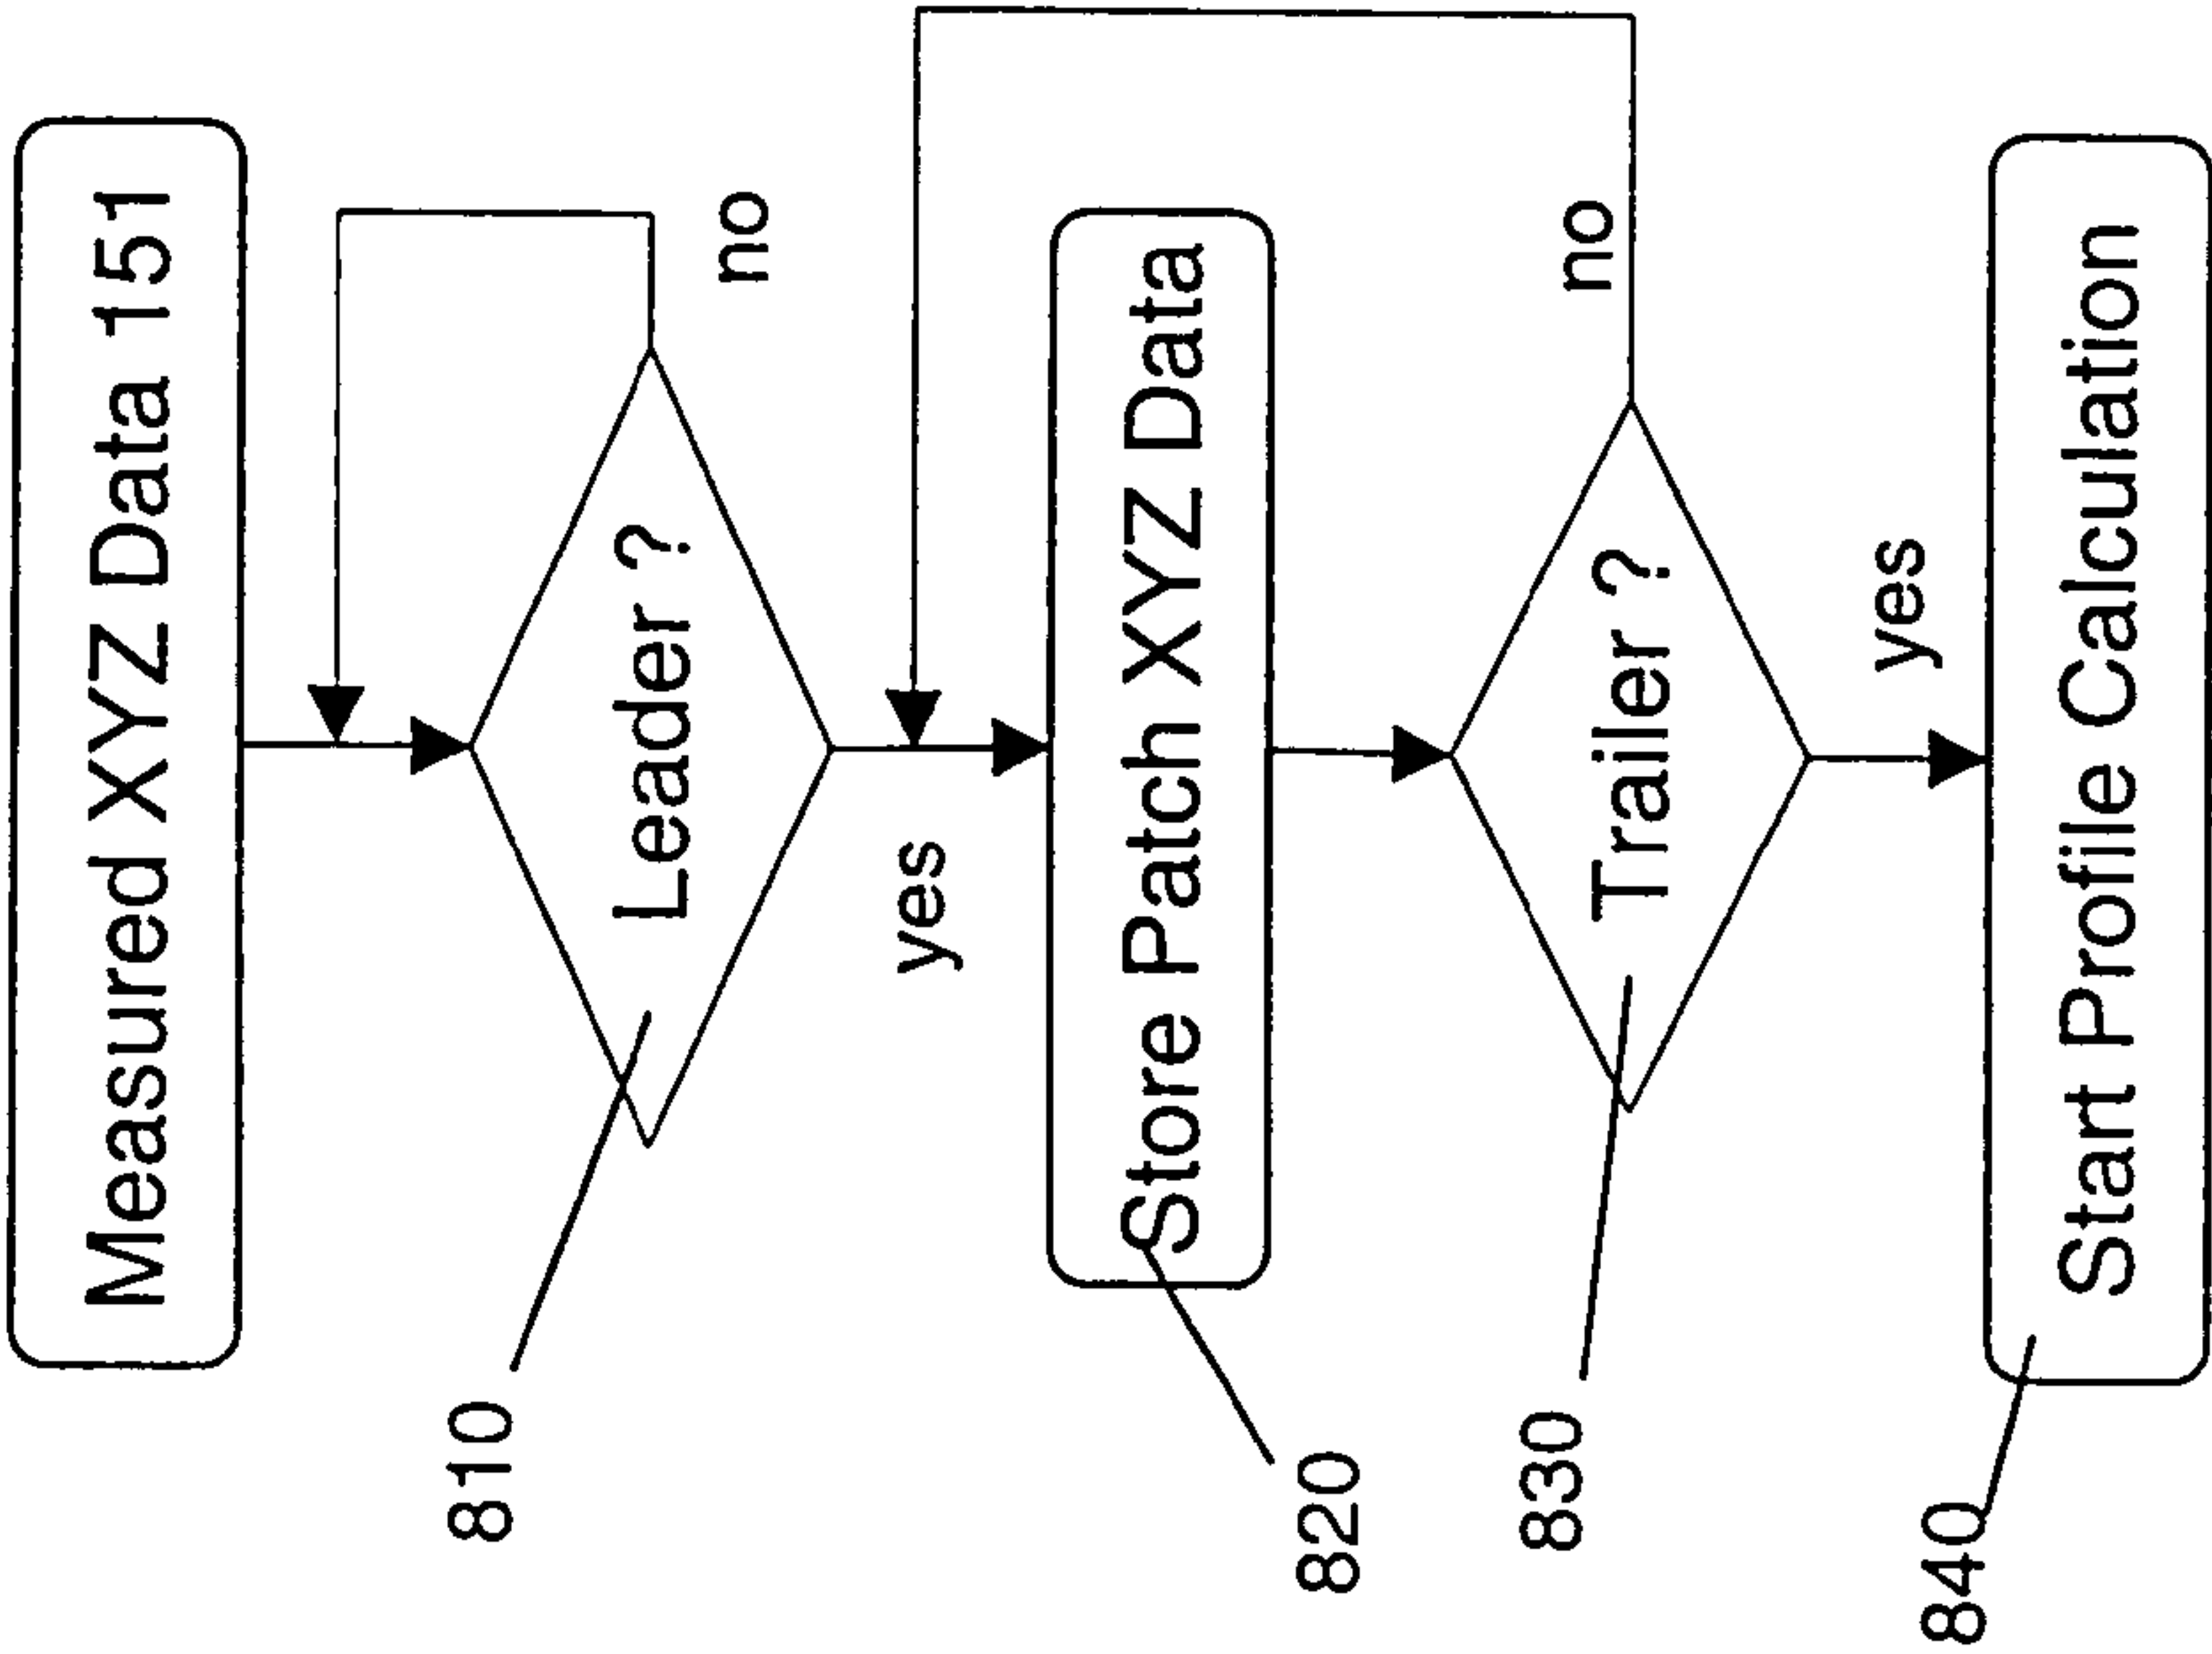 Measured XYZ Data 151
810
Leader ?
no
yes
820
Store Patch XYZ Data
830
Trailer ?
no
yes
840
Start Profile Calculation